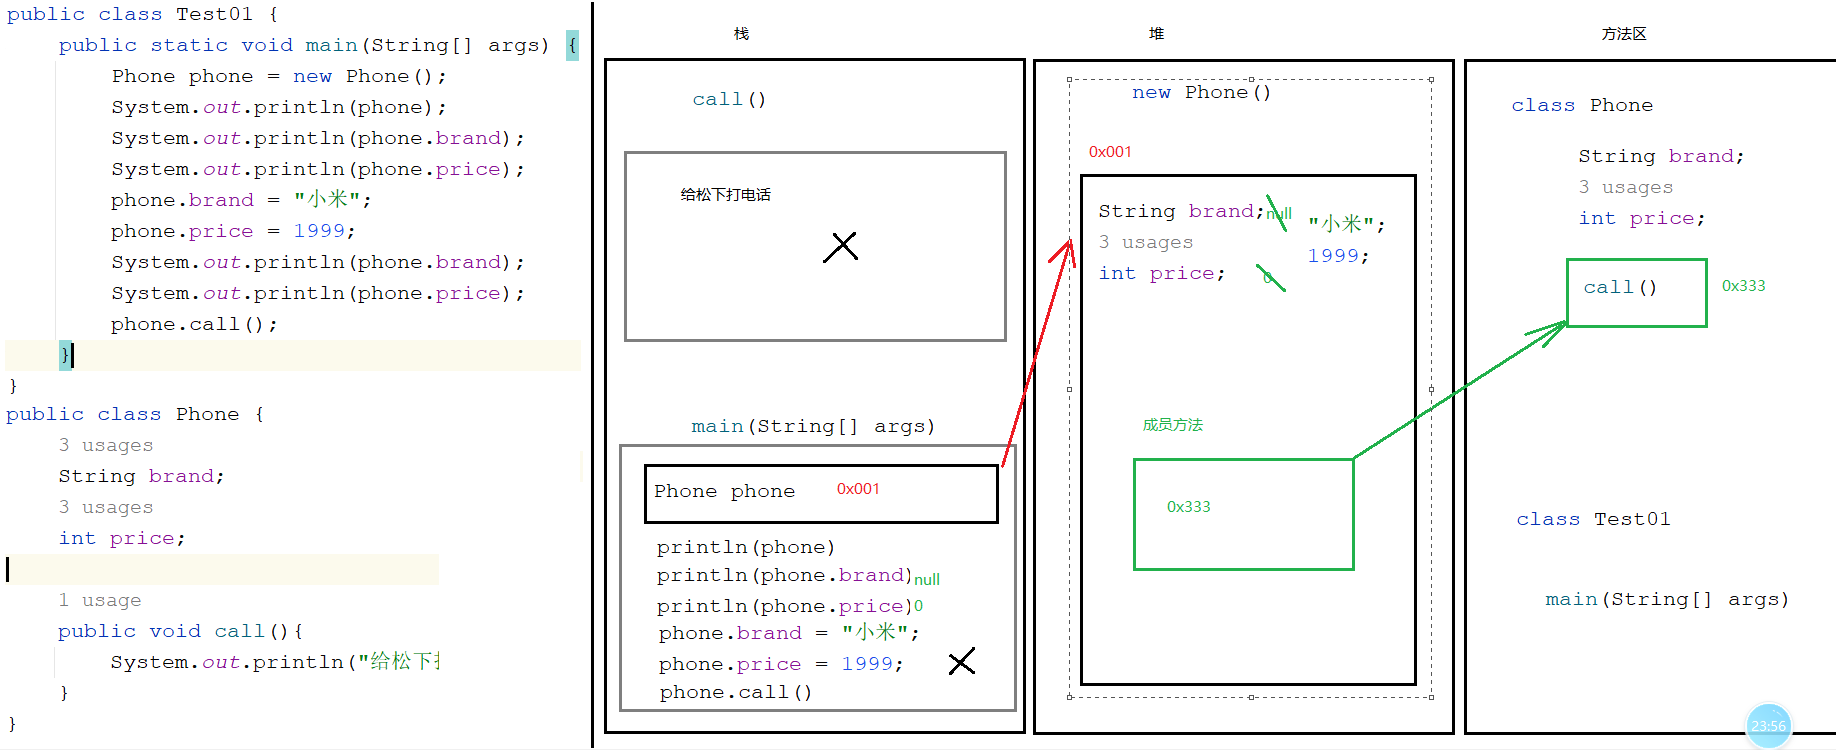 public class Test01 {
public static void main(String[] args) {
Phone phone = new Phone();
System.out.println(phone);
System.out.println(phone.brand);
System.out.println(phone.price);
phone.brand = "小米";
phone.price = 1999;
System.out.println(phone.brand);
System.out.println(phone.price);
phone.call();
}
}
public class Phone {
3 usages
String brand;
3 usages
int price;
1 usage
public void call(){
System.out.println("给松下
}
}
栈
call()
给松下打电话
main(String[] args)
Phone phone 0x001
println(phone)
println(phone.brand)null
println(phone.price)0
phone.brand = "小米";
phone.price = 1999;
phone.call()
堆
new Phone()
0x001
String brand;null "小米";
3 usages
1999;
int price; 0
成员方法
0x333
方法区
class Phone
String brand;
3 usages
int price;
call() 0x333
class Test01
main(String[] args)
23:56